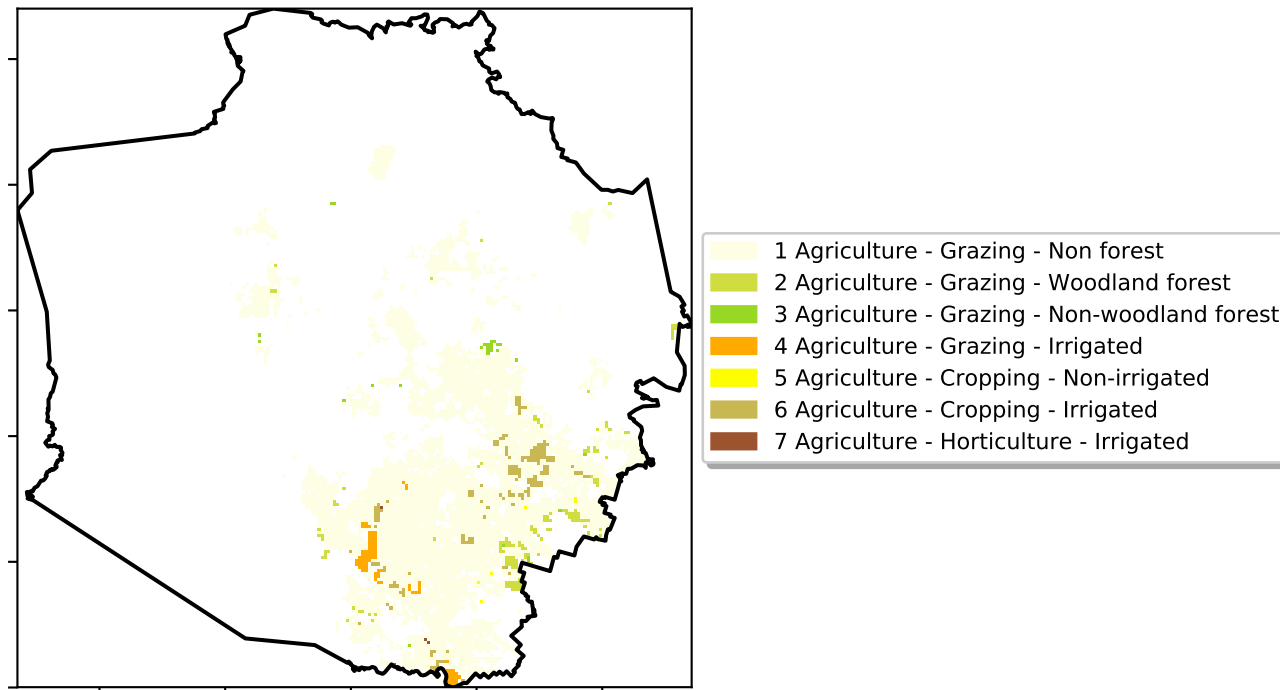 1 Agriculture - Grazing - Non forest
2 Agriculture - Grazing - Woodland forest
3 Agriculture - Grazing - Non-woodland forest
4 Agriculture - Grazing - Irrigated
5 Agriculture - Cropping - Non-irrigated
6 Agriculture - Cropping - Irrigated
7 Agriculture - Horticulture - Irrigated